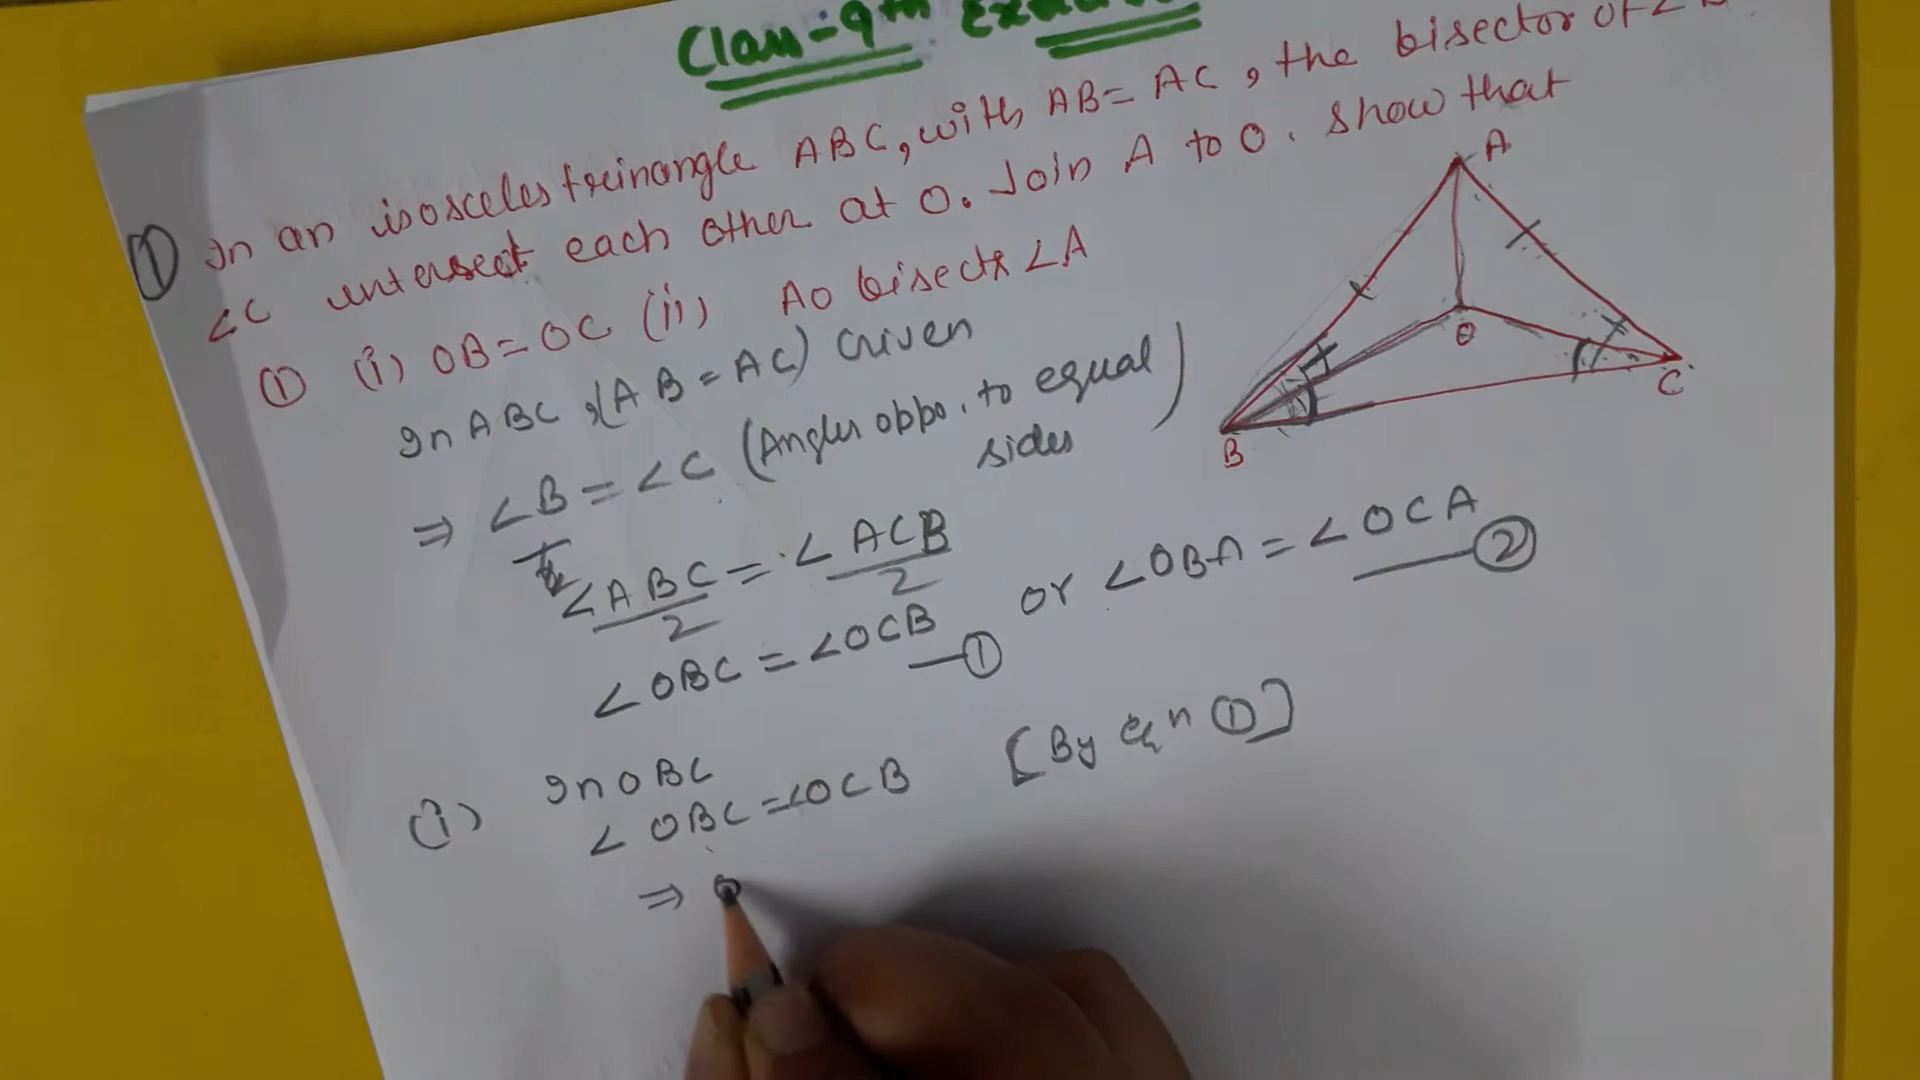 Class-9th
① In an isosceles treinangle ABC, with AB = AC, the bisector of ∠B
∠C intersect each other at O. Join A to O. Show that
① (i) OB = OC (ii) AO bisects ∠A
In ABC, (AB = AC) Given
⇒ ∠B = ∠C (Angles oppo. to equal sides)
∠ABC/2 = ∠ACB/2
∠OBC = ∠OCB —① or ∠OBA = ∠OCA —②
(i) In OBC
∠OBC = ∠OCB [By eqn ①]
⇒ O
A
O
B
C